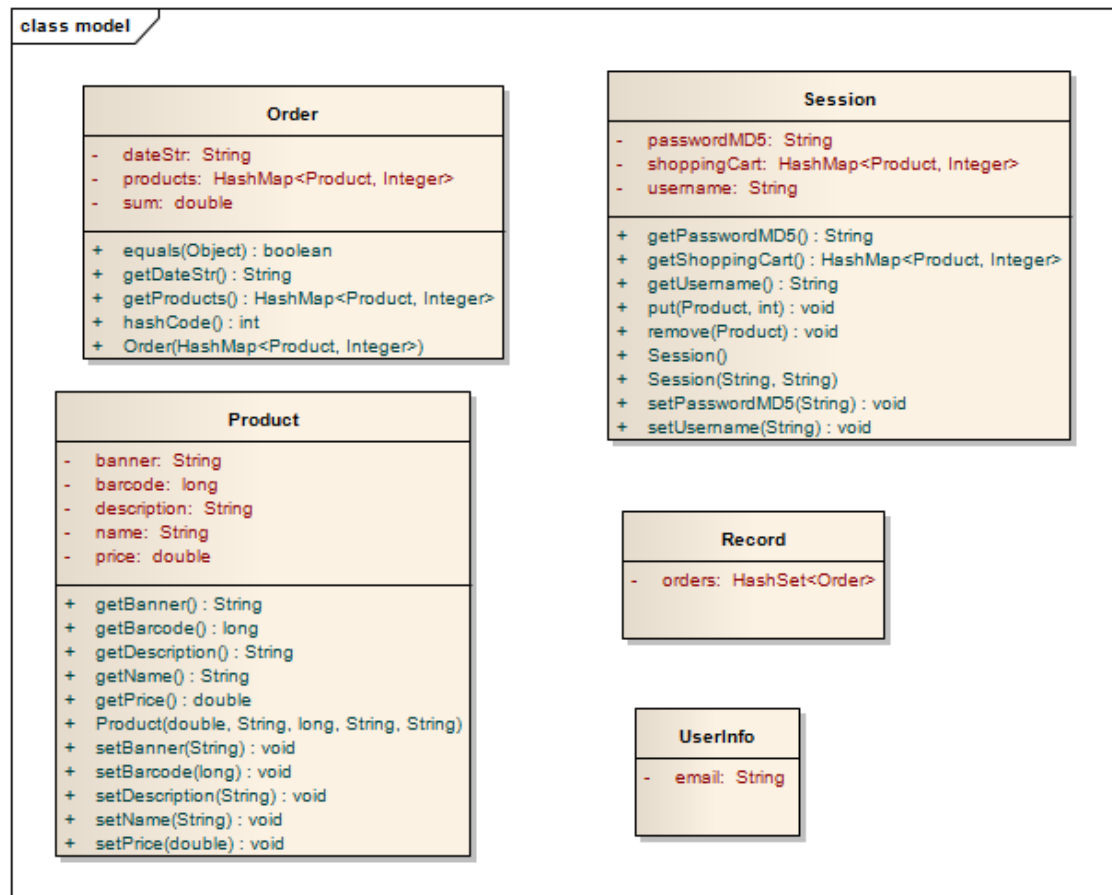 class model
Order
- dateStr: String
- products: HashMap<Product, Integer>
- sum: double
+ equals(Object) : boolean
+ getDateStr() : String
+ getProducts() : HashMap<Product, Integer>
+ hashCode() : int
+ Order(HashMap<Product, Integer>)
Session
- passwordMD5: String
- shoppingCart: HashMap<Product, Integer>
- username: String
+ getPasswordMD5() : String
+ getShoppingCart() : HashMap<Product, Integer>
+ getUsername() : String
+ put(Product, int) : void
+ remove(Product) : void
+ Session()
+ Session(String, String)
+ setPasswordMD5(String) : void
+ setUsername(String) : void
Product
- banner: String
- barcode: long
- description: String
- name: String
- price: double
+ getBanner() : String
+ getBarcode() : long
+ getDescription() : String
+ getName() : String
+ getPrice() : double
+ Product(double, String, long, String, String)
+ setBanner(String) : void
+ setBarcode(long) : void
+ setDescription(String) : void
+ setName(String) : void
+ setPrice(double) : void
Record
- orders: HashSet<Order>
UserInfo
- email: String